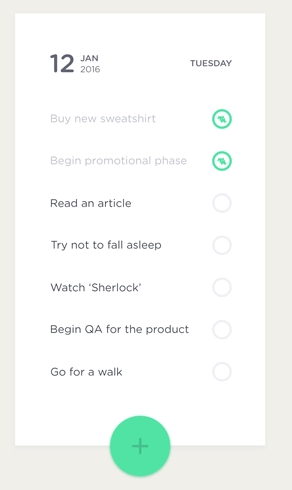 12 JAN
2016
TUESDAY
Buy new sweatshirt
Begin promotional phase
Read an article
Try not to fall asleep
Watch ‘Sherlock’
Begin QA for the product
Go for a walk
+